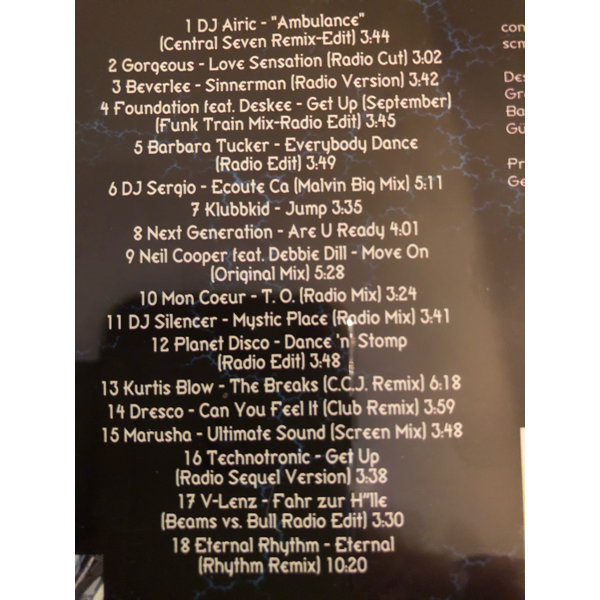 1 DJ Airic - "Ambulance"
(Central Seven Remix-Edit) 3:44
2 Gorgeous - Love Sensation (Radio Cut) 3:02
3 Beverlee - Sinnerman (Radio Version) 3:42
4 Foundation feat. Deskee - Get Up (September)
(Funk Train Mix-Radio Edit) 3:45
5 Barbara Tucker - Everybody Dance
(Radio Edit) 3:49
6 DJ Sergio - Ecoute Ca (Malvin Big Mix) 5:11
7 Klubbkid - Jump 3:35
8 Next Generation - Are U Ready 4:01
9 Neil Cooper feat. Debbie Dill - Move On
(Original Mix) 5:28
10 Mon Coeur - T. O. (Radio Mix) 3:24
11 DJ Silencer - Mystic Place (Radio Mix) 3:41
12 Planet Disco - Dance 'n' Stomp
(Radio Edit) 3:48
13 Kurtis Blow - The Breaks (C.C.J. Remix) 6:18
14 Dresco - Can You Feel It (Club Remix) 3:59
15 Marusha - Ultimate Sound (Screen Mix) 3:48
16 Technotronic - Get Up
(Radio Sequel Version) 3:38
17 V-Lenz - Fahr zur H"lle
(Beams vs. Bull Radio Edit) 3:30
18 Eternal Rhythm - Eternal
(Rhythm Remix) 10:20
con
scm
Des
Gra
Ba
Gü
Pr
Ge